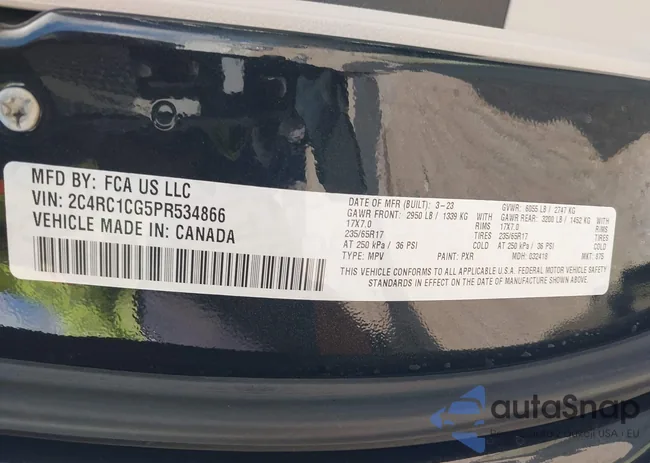 MFD BY: FCA US LLC
VIN: 2C4RC1CG5PR534866
VEHICLE MADE IN: CANADA
DATE OF MFR (BUILT): 3-23 GVWR: 6055 LB / 2747 KG
GAWR FRONT: 2950 LB / 1339 KG WITH GAWR REAR: 3200 LB / 1452 KG WITH
17X7.0 RIMS 17X7.0 RIMS
235/65R17 TIRES 235/65R17 TIRES
AT 250 kPa / 36 PSI COLD AT 250 kPa / 36 PSI COLD
TYPE: MPV PAINT: PXR MDH: 032418 MKT: 875
THIS VEHICLE CONFORMS TO ALL APPLICABLE U.S.A. FEDERAL MOTOR VEHICLE SAFETY
STANDARDS IN EFFECT ON THE DATE OF MANUFACTURE SHOWN ABOVE.
autoSnap
USA - EU